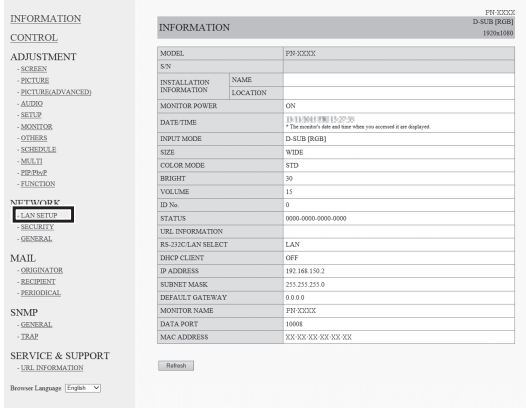 INFORMATION
CONTROL
ADJUSTMENT
- SCREEN
- PICTURE
- PICTURE(ADVANCED)
- AUDIO
- SETUP
- MONITOR
- OTHERS
- SCHEDULE
- MULTI
- PIP/PbyP
- FUNCTION
NETWORK
- LAN SETUP
- SECURITY
- GENERAL
MAIL
- ORIGINATOR
- RECIPIENT
- PERIODICAL
SNMP
- GENERAL
- TRAP
SERVICE & SUPPORT
- URL INFORMATION
Browser Language English
PN-XXXX
INFORMATION D-SUB [RGB]
1920x1080
MODEL PN-XXXX
S/N
INSTALLATION INFORMATION NAME
LOCATION
MONITOR POWER ON
DATE/TIME
* The monitor's date and time when you accessed it are displayed.
INPUT MODE D-SUB [RGB]
SIZE WIDE
COLOR MODE STD
BRIGHT 30
VOLUME 15
ID No. 0
STATUS 0000-0000-0000-0000
URL INFORMATION
RS-232C/LAN SELECT LAN
DHCP CLIENT OFF
IP ADDRESS 192.168.150.2
SUBNET MASK 255.255.255.0
DEFAULT GATEWAY 0.0.0.0
MONITOR NAME PN-XXXX
DATA PORT 10008
MAC ADDRESS XX-XX-XX-XX-XX-XX
Refresh